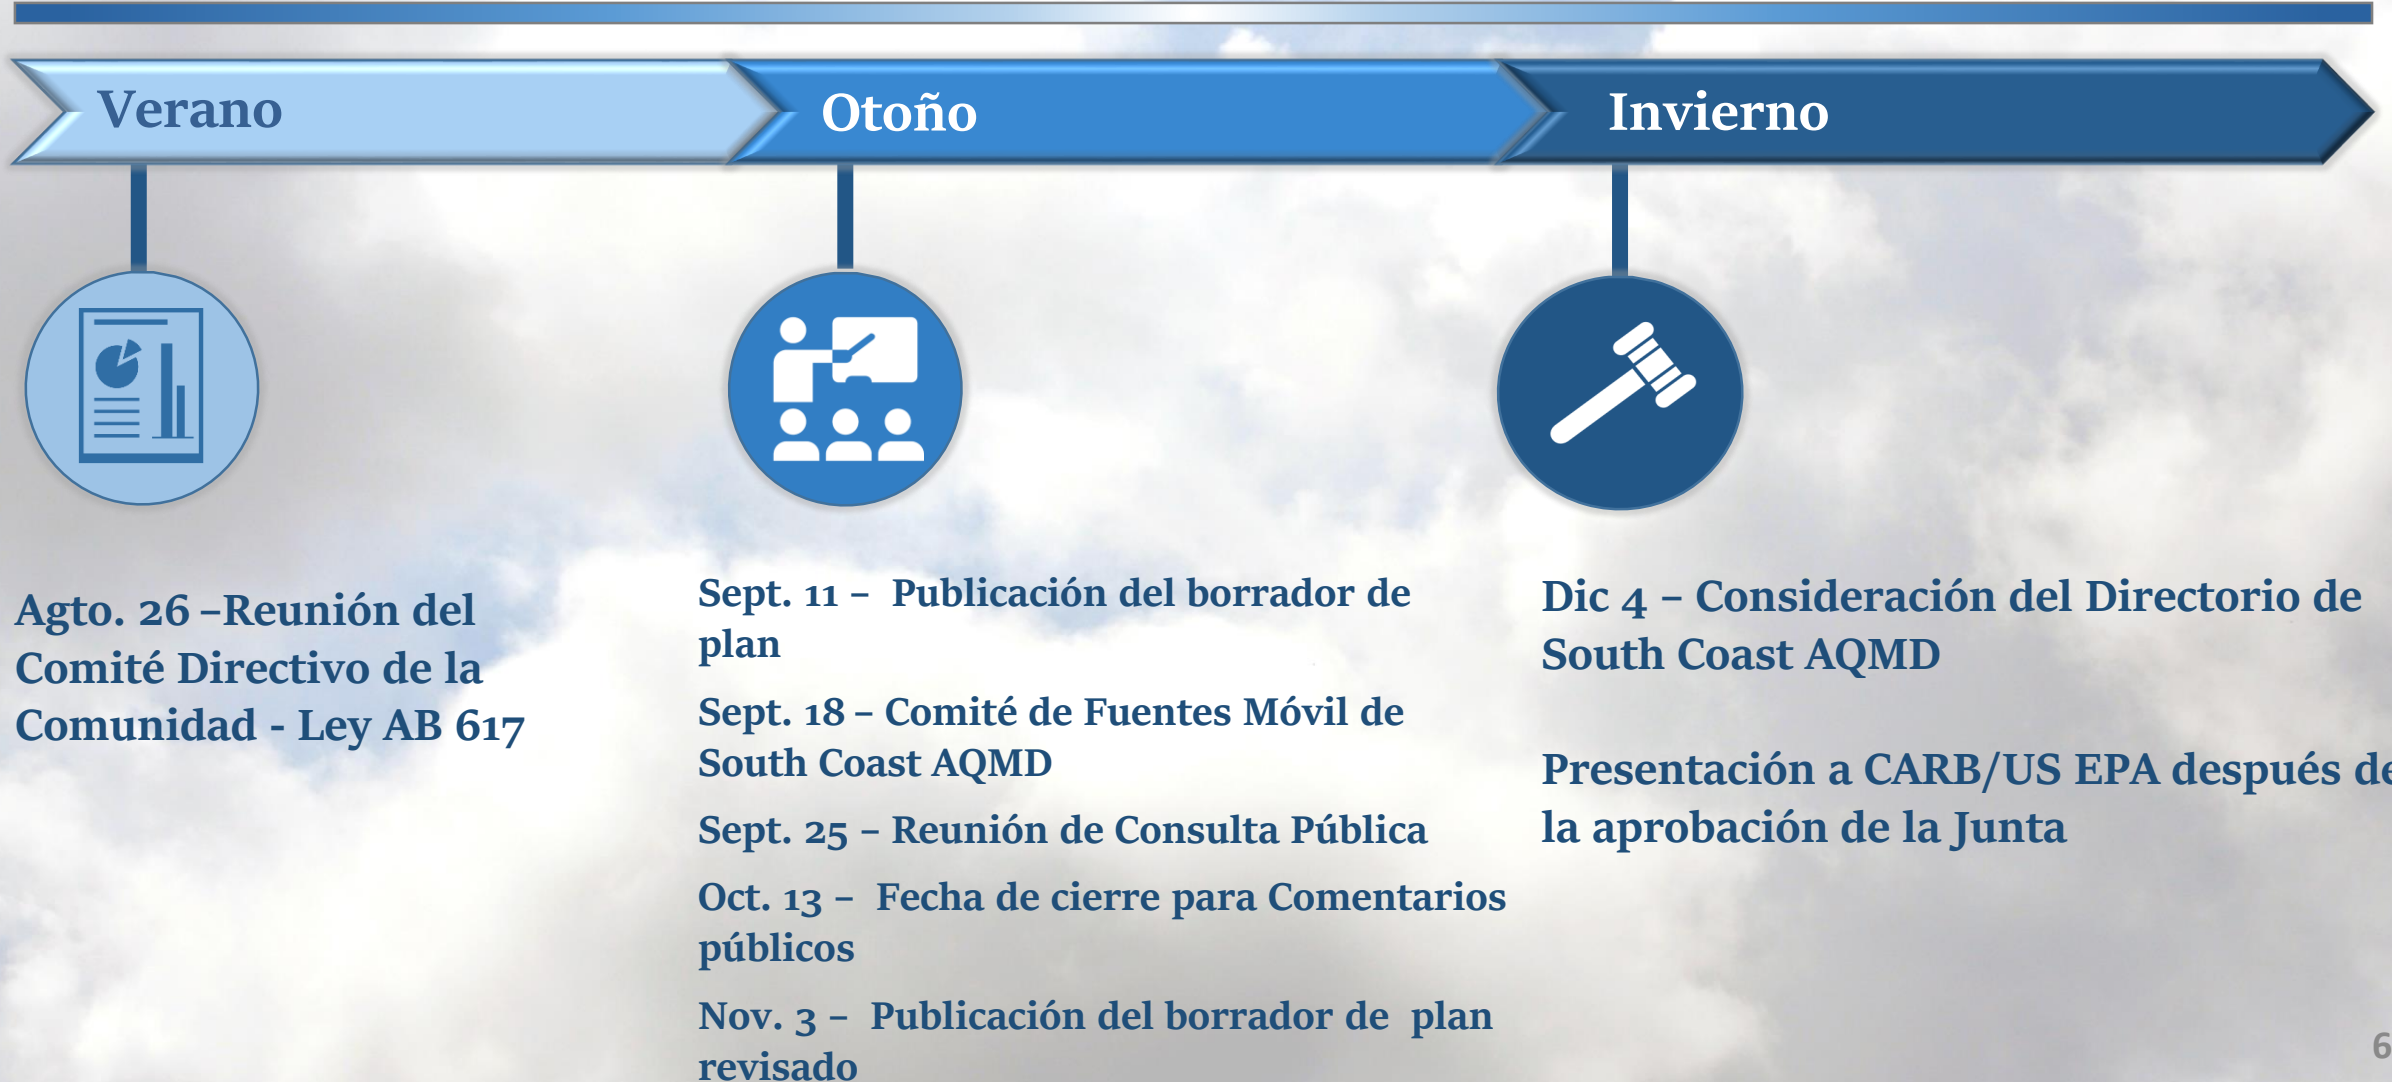 Verano
Otoño
Invierno
Agto. 26 –Reunión del
Comité Directivo de la
Comunidad - Ley AB 617
Sept. 11 – Publicación del borrador de
plan
Sept. 18 – Comité de Fuentes Móvil de
South Coast AQMD
Sept. 25 – Reunión de Consulta Pública
Oct. 13 – Fecha de cierre para Comentarios
públicos
Nov. 3 – Publicación del borrador de plan
revisado
Dic 4 – Consideración del Directorio de
South Coast AQMD
Presentación a CARB/US EPA después de
la aprobación de la Junta
6